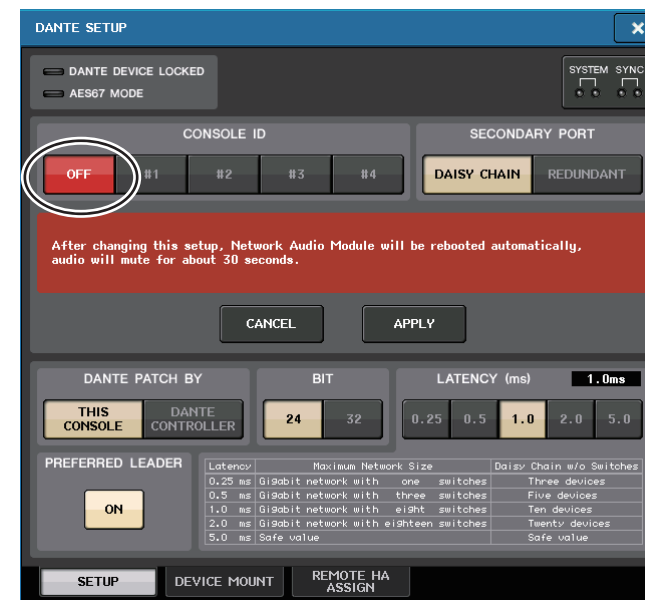 DANTE SETUP
DANTE DEVICE LOCKED
AES67 MODE
SYSTEM SYNC
CONSOLE ID
OFF #1 #2 #3 #4
SECONDARY PORT
DAISY CHAIN REDUNDANT
After changing this setup, Network Audio Module will be rebooted automatically,
audio will mute for about 30 seconds.
CANCEL APPLY
DANTE PATCH BY
THIS CONSOLE DANTE CONTROLLER
BIT
24 32
LATENCY (ms) 1.0ms
0.25 0.5 1.0 2.0 5.0
PREFERRED LEADER
ON
Latency Maximum Network Size Daisy Chain w/o Switches
0.25 ms Gigabit network with one switches Three devices
0.5 ms Gigabit network with three switches Five devices
1.0 ms Gigabit network with eight switches Ten devices
2.0 ms Gigabit network with eighteen switches Twenty devices
5.0 ms Safe value Safe value
SETUP DEVICE MOUNT REMOTE HA ASSIGN